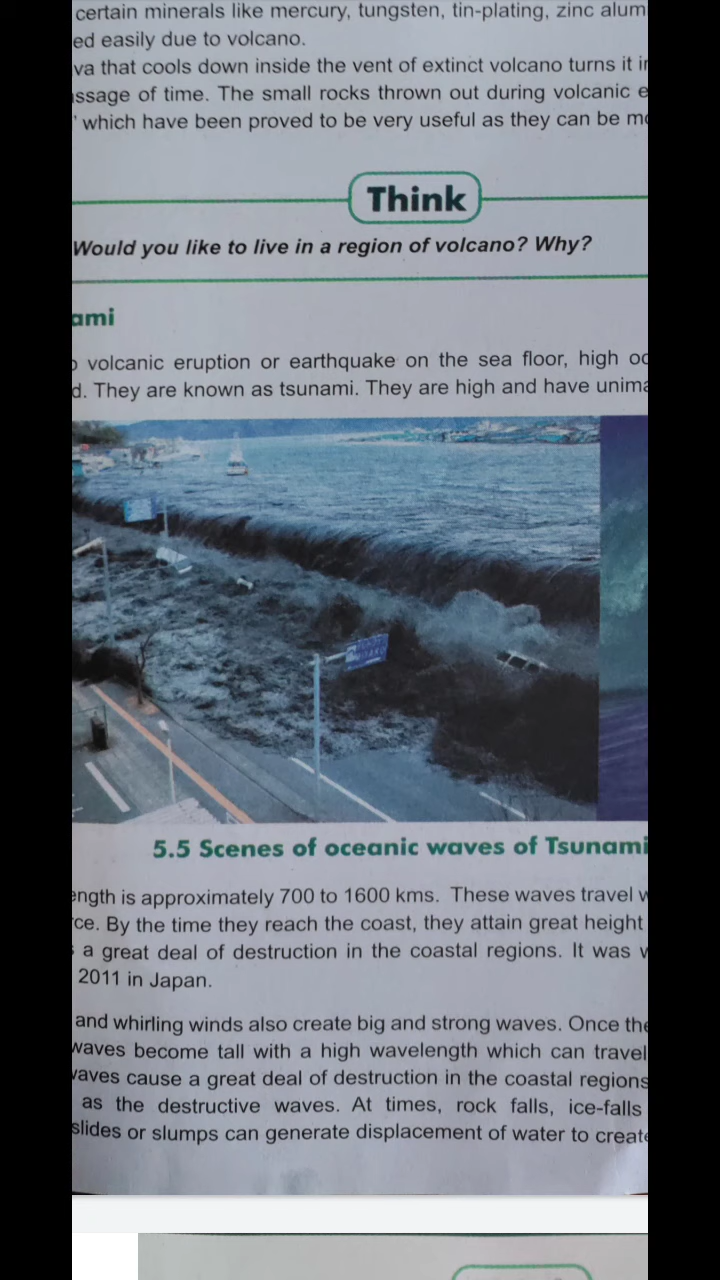 certain minerals like mercury, tungsten, tin-plating, zinc alum
ed easily due to volcano.
va that cools down inside the vent of extinct volcano turns it i
ssage of time. The small rocks thrown out during volcanic e
' which have been proved to be very useful as they can be m
Think
Would you like to live in a region of volcano? Why?
ami
volcanic eruption or earthquake on the sea floor, high oc
d. They are known as tsunami. They are high and have unima
5.5 Scenes of oceanic waves of Tsunami
ength is approximately 700 to 1600 kms. These waves travel w
ce. By the time they reach the coast, they attain great height
a great deal of destruction in the coastal regions. It was w
2011 in Japan.
and whirling winds also create big and strong waves. Once the
waves become tall with a high wavelength which can travel
waves cause a great deal of destruction in the coastal regions
as the destructive waves. At times, rock falls, ice-falls
slides or slumps can generate displacement of water to create